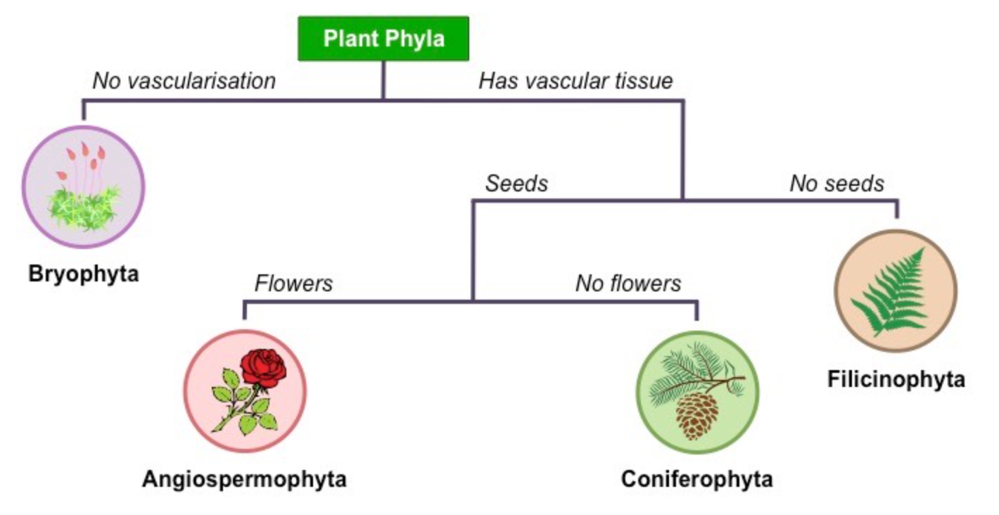 Plant Phyla
No vascularisation
Has vascular tissue
Seeds
No seeds
Bryophyta
Flowers
No flowers
Filicinophyta
Angiospermophyta
Coniferophyta